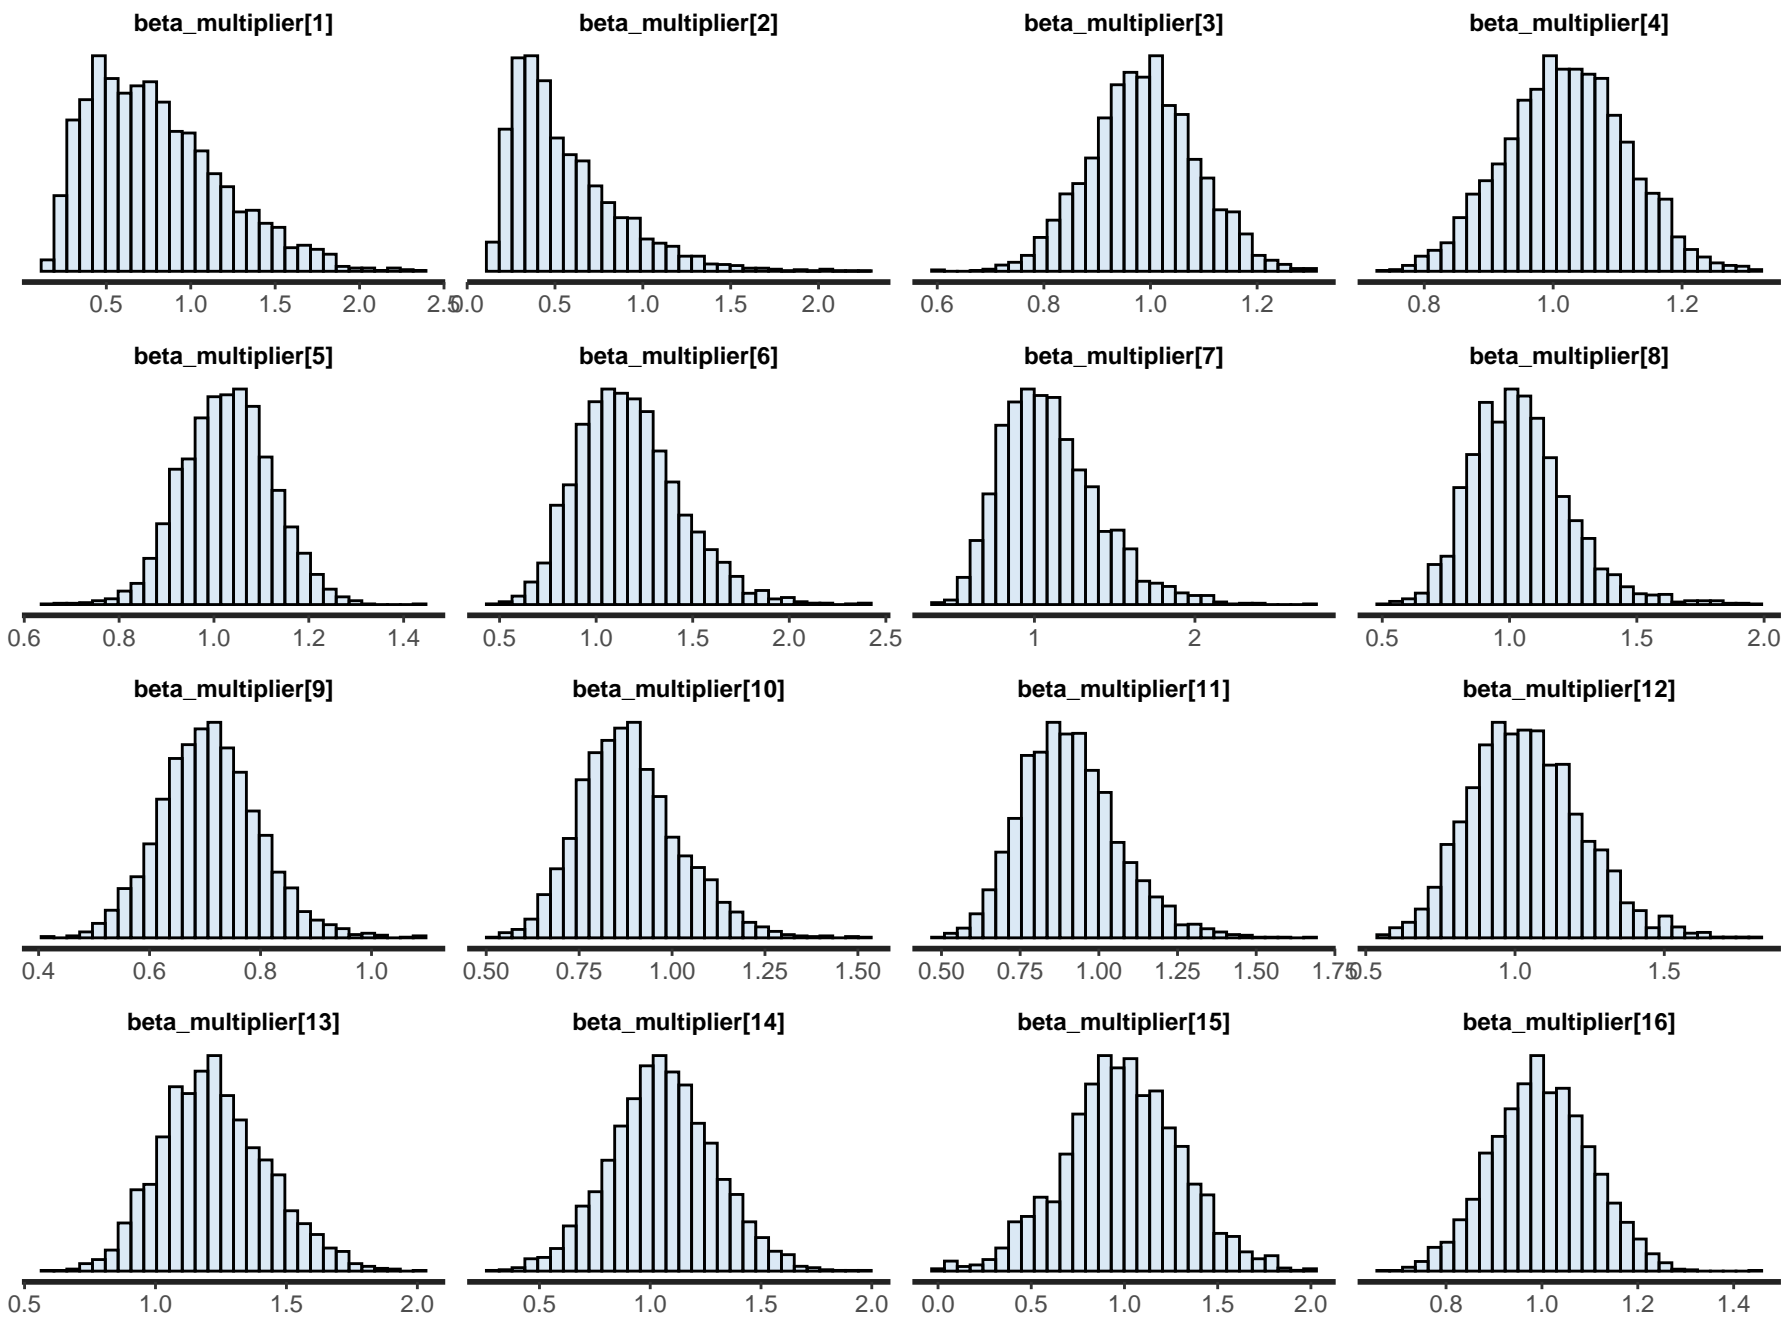 beta_multiplier[1] beta_multiplier[2] beta_multiplier[3] beta_multiplier[4]
0.5 1.0 1.5 2.0 2.5 0.0 0.5 1.0 1.5 2.0 0.6 0.8 1.0 1.2 0.8 1.0 1.2
beta_multiplier[5] beta_multiplier[6] beta_multiplier[7] beta_multiplier[8]
0.6 0.8 1.0 1.2 1.4 0.5 1.0 1.5 2.0 2.5 1 2 0.5 1.0 1.5 2.0
beta_multiplier[9] beta_multiplier[10] beta_multiplier[11] beta_multiplier[12]
0.4 0.6 0.8 1.0 0.50 0.75 1.00 1.25 1.50 0.50 0.75 1.00 1.25 1.50 1.75 0.5 1.0 1.5
beta_multiplier[13] beta_multiplier[14] beta_multiplier[15] beta_multiplier[16]
0.5 1.0 1.5 2.0 0.5 1.0 1.5 2.0 0.0 0.5 1.0 1.5 2.0 0.8 1.0 1.2 1.4